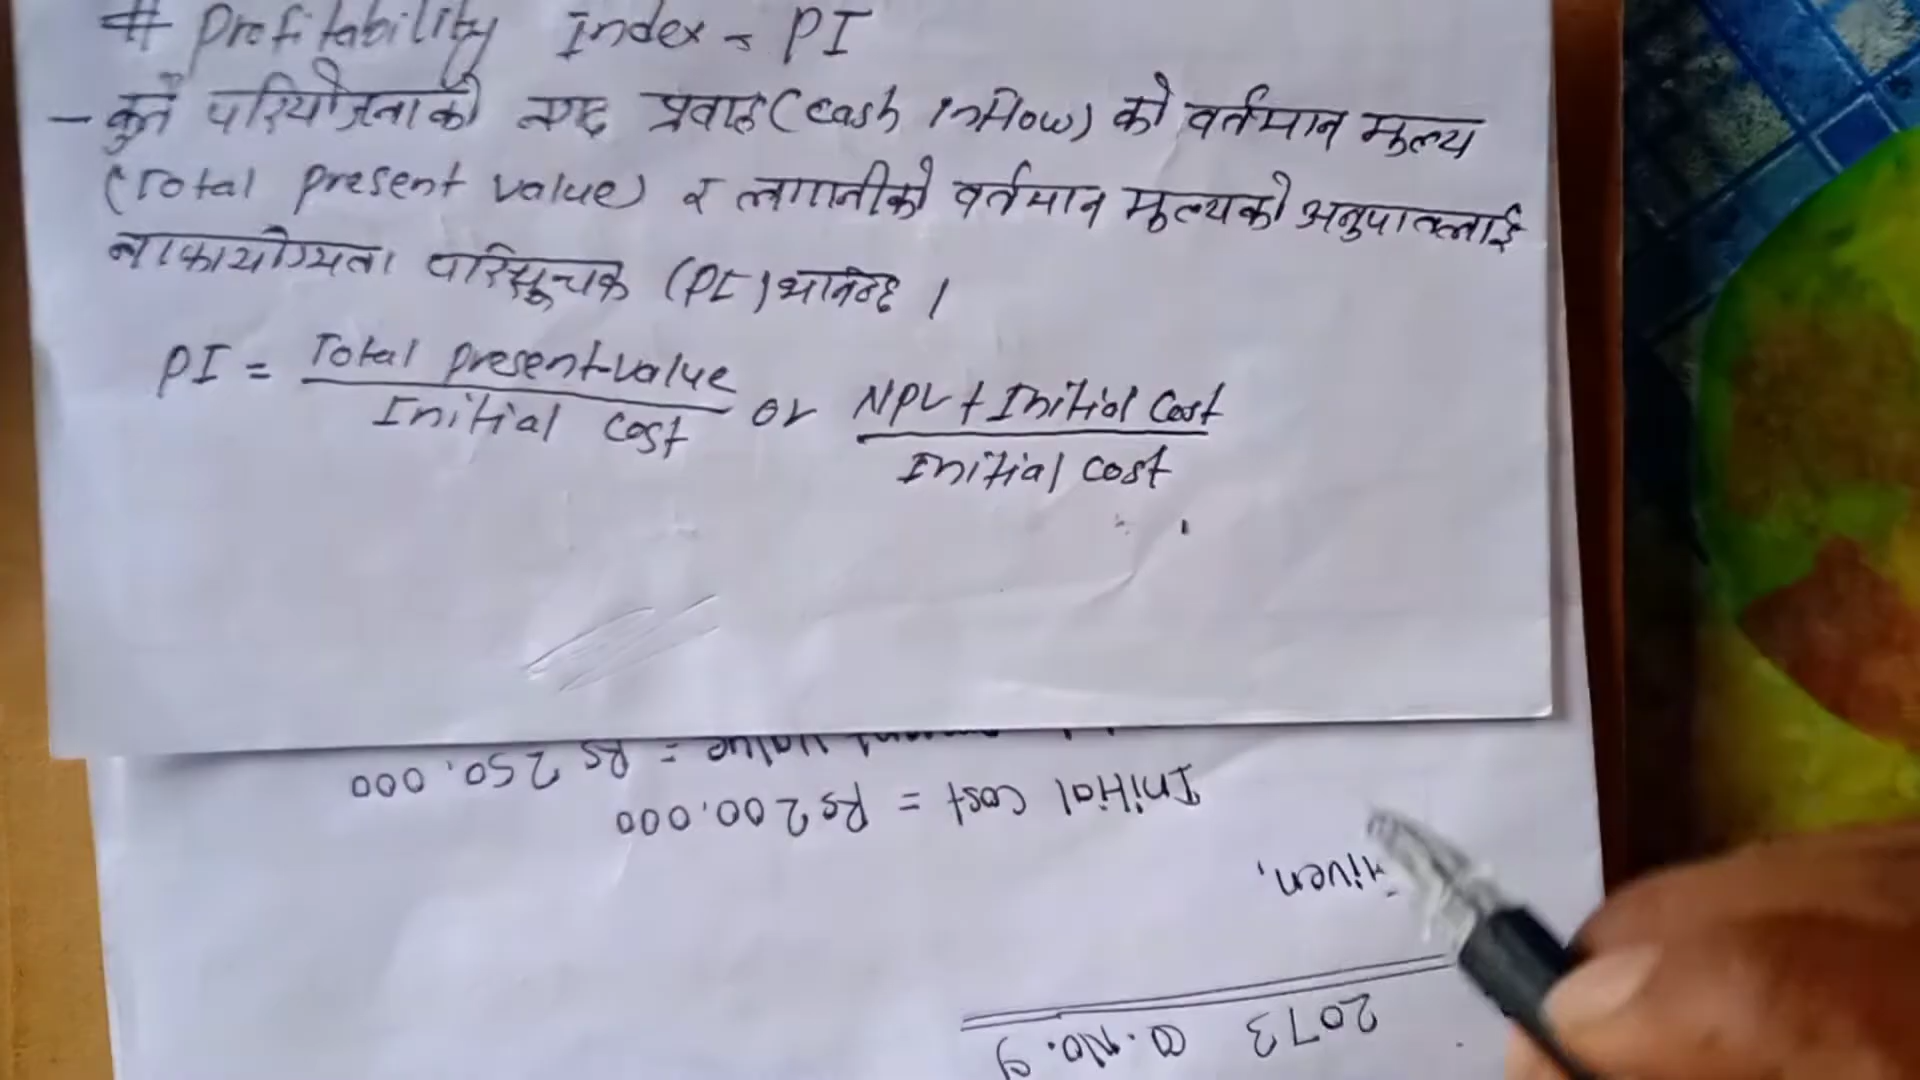 # Profitability Index = PI
- कुनै परियोजनाको नगद प्रवाह (cash inflow) को वर्तमान मूल्य
(Total present value) र लगानीको वर्तमान मूल्यको अनुपातलाई
नाफायोग्यता परिसूचक (PI) भनिन्छ ।
PI = Total present value / Initial cost or NPV + Initial Cost / Initial cost
2073 Q.No. 9
Given,
Initial cost = Rs 200,000
value = Rs 250,000